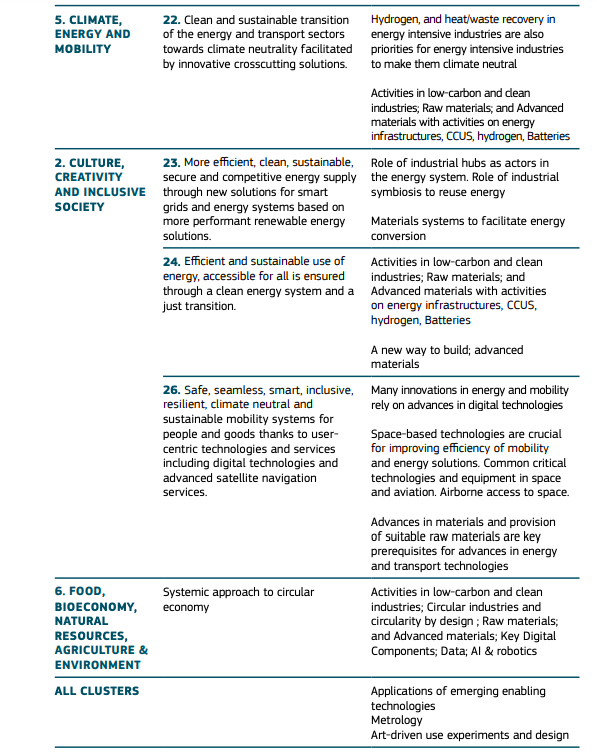 5. CLIMATE,
ENERGY AND
MOBILITY
22. Clean and sustainable transition
of the energy and transport sectors
towards climate neutrality facilitated
by innovative crosscutting solutions.
Hydrogen, and heat/waste recovery in
energy intensive industries are also
priorities for energy intensive industries
to make them climate neutral
Activities in low-carbon and clean
industries; Raw materials; and Advanced
materials with activities on energy
infrastructures, CCUS, hydrogen, Batteries
2. CULTURE,
CREATIVITY
AND INCLUSIVE
SOCIETY
23. More efficient, clean, sustainable,
secure and competitive energy supply
through new solutions for smart
grids and energy systems based on
more performant renewable energy
solutions.
Role of industrial hubs as actors in
the energy system. Role of industrial
symbiosis to reuse energy
Materials systems to facilitate energy
conversion
24. Efficient and sustainable use of
energy, accessible for all is ensured
through a clean energy system and a
just transition.
Activities in low-carbon and clean
industries; Raw materials; and
Advanced materials with activities
on energy infrastructures, CCUS,
hydrogen, Batteries
A new way to build; advanced
materials
26. Safe, seamless, smart, inclusive,
resilient, climate neutral and
sustainable mobility systems for
people and goods thanks to user-
centric technologies and services
including digital technologies and
advanced satellite navigation
services.
Many innovations in energy and mobility
rely on advances in digital technologies
Space-based technologies are crucial
for improving efficiency of mobility
and energy solutions. Common critical
technologies and equipment in space
and aviation. Airborne access to space.
Advances in materials and provision
of suitable raw materials are key
prerequisites for advances in energy
and transport technologies
6. FOOD,
BIOECONOMY,
NATURAL
RESOURCES,
AGRICULTURE &
ENVIRONMENT
Systemic approach to circular
economy
Activities in low-carbon and clean
industries; Circular industries and
circularity by design ; Raw materials;
and Advanced materials; Key Digital
Components; Data; AI & robotics
ALL CLUSTERS
Applications of emerging enabling
technologies
Metrology
Art-driven use experiments and design